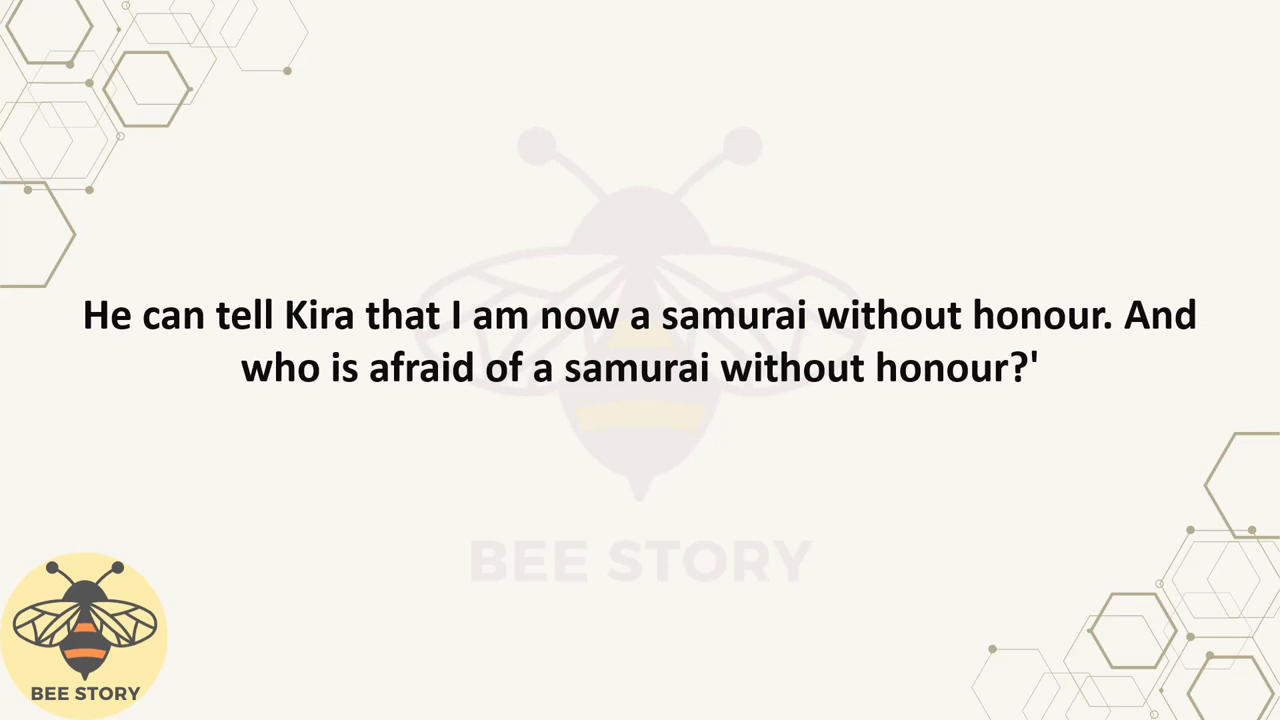 He can tell Kira that I am now a samurai without honour. And
who is afraid of a samurai without honour?'
BEE STORY
BEE STORY